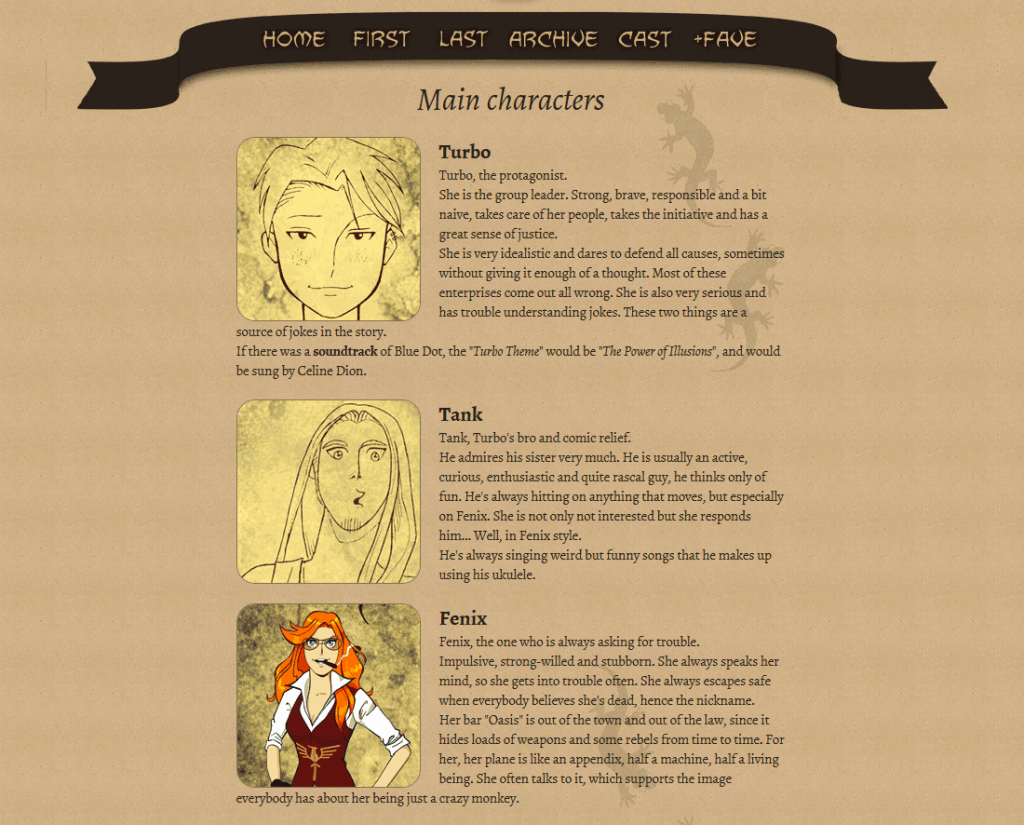 HOME FIRST LAST ARCHIVE CAST +FAVE
Main characters
Turbo
Turbo, the protagonist.
She is the group leader. Strong, brave, responsible and a bit
naive, takes care of her people, takes the initiative and has a
great sense of justice.
She is very idealistic and dares to defend all causes, sometimes
without giving it enough of a thought. Most of these
enterprises come out all wrong. She is also very serious and
has trouble understanding jokes. These two things are a
source of jokes in the story.
If there was a soundtrack of Blue Dot, the "Turbo Theme" would be "The Power of Illusions", and would
be sung by Celine Dion.
Tank
Tank, Turbo's bro and comic relief.
He admires his sister very much. He is usually an active,
curious, enthusiastic and quite rascal guy, he thinks only of
fun. He's always hitting on anything that moves, but especially
on Fenix. She is not only not interested but she responds
him... Well, in Fenix style.
He's always singing weird but funny songs that he makes up
using his ukulele.
Fenix
Fenix, the one who is always asking for trouble.
Impulsive, strong-willed and stubborn. She always speaks her
mind, so she gets into trouble often. She always escapes safe
when everybody believes she's dead, hence the nickname.
Her bar "Oasis" is out of the town and out of the law, since it
hides loads of weapons and some rebels from time to time. For
her, her plane is like an appendix, half a machine, half a living
being. She often talks to it, which supports the image
everybody has about her being just a crazy monkey.